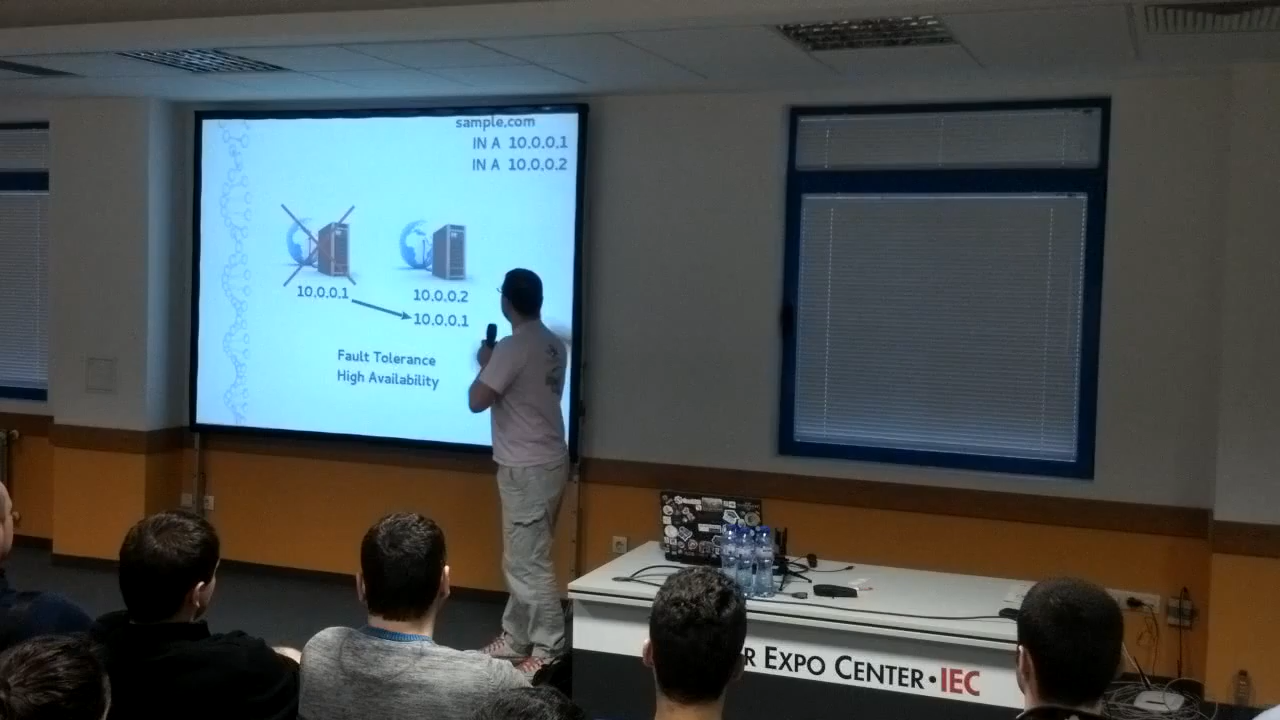 sample.com
IN A 10.0.0.1
IN A 10.0.0.2
10.0.0.1
10.0.0.2
10.0.0.1
Fault Tolerance
High Availability
EXPO CENTER • IEC